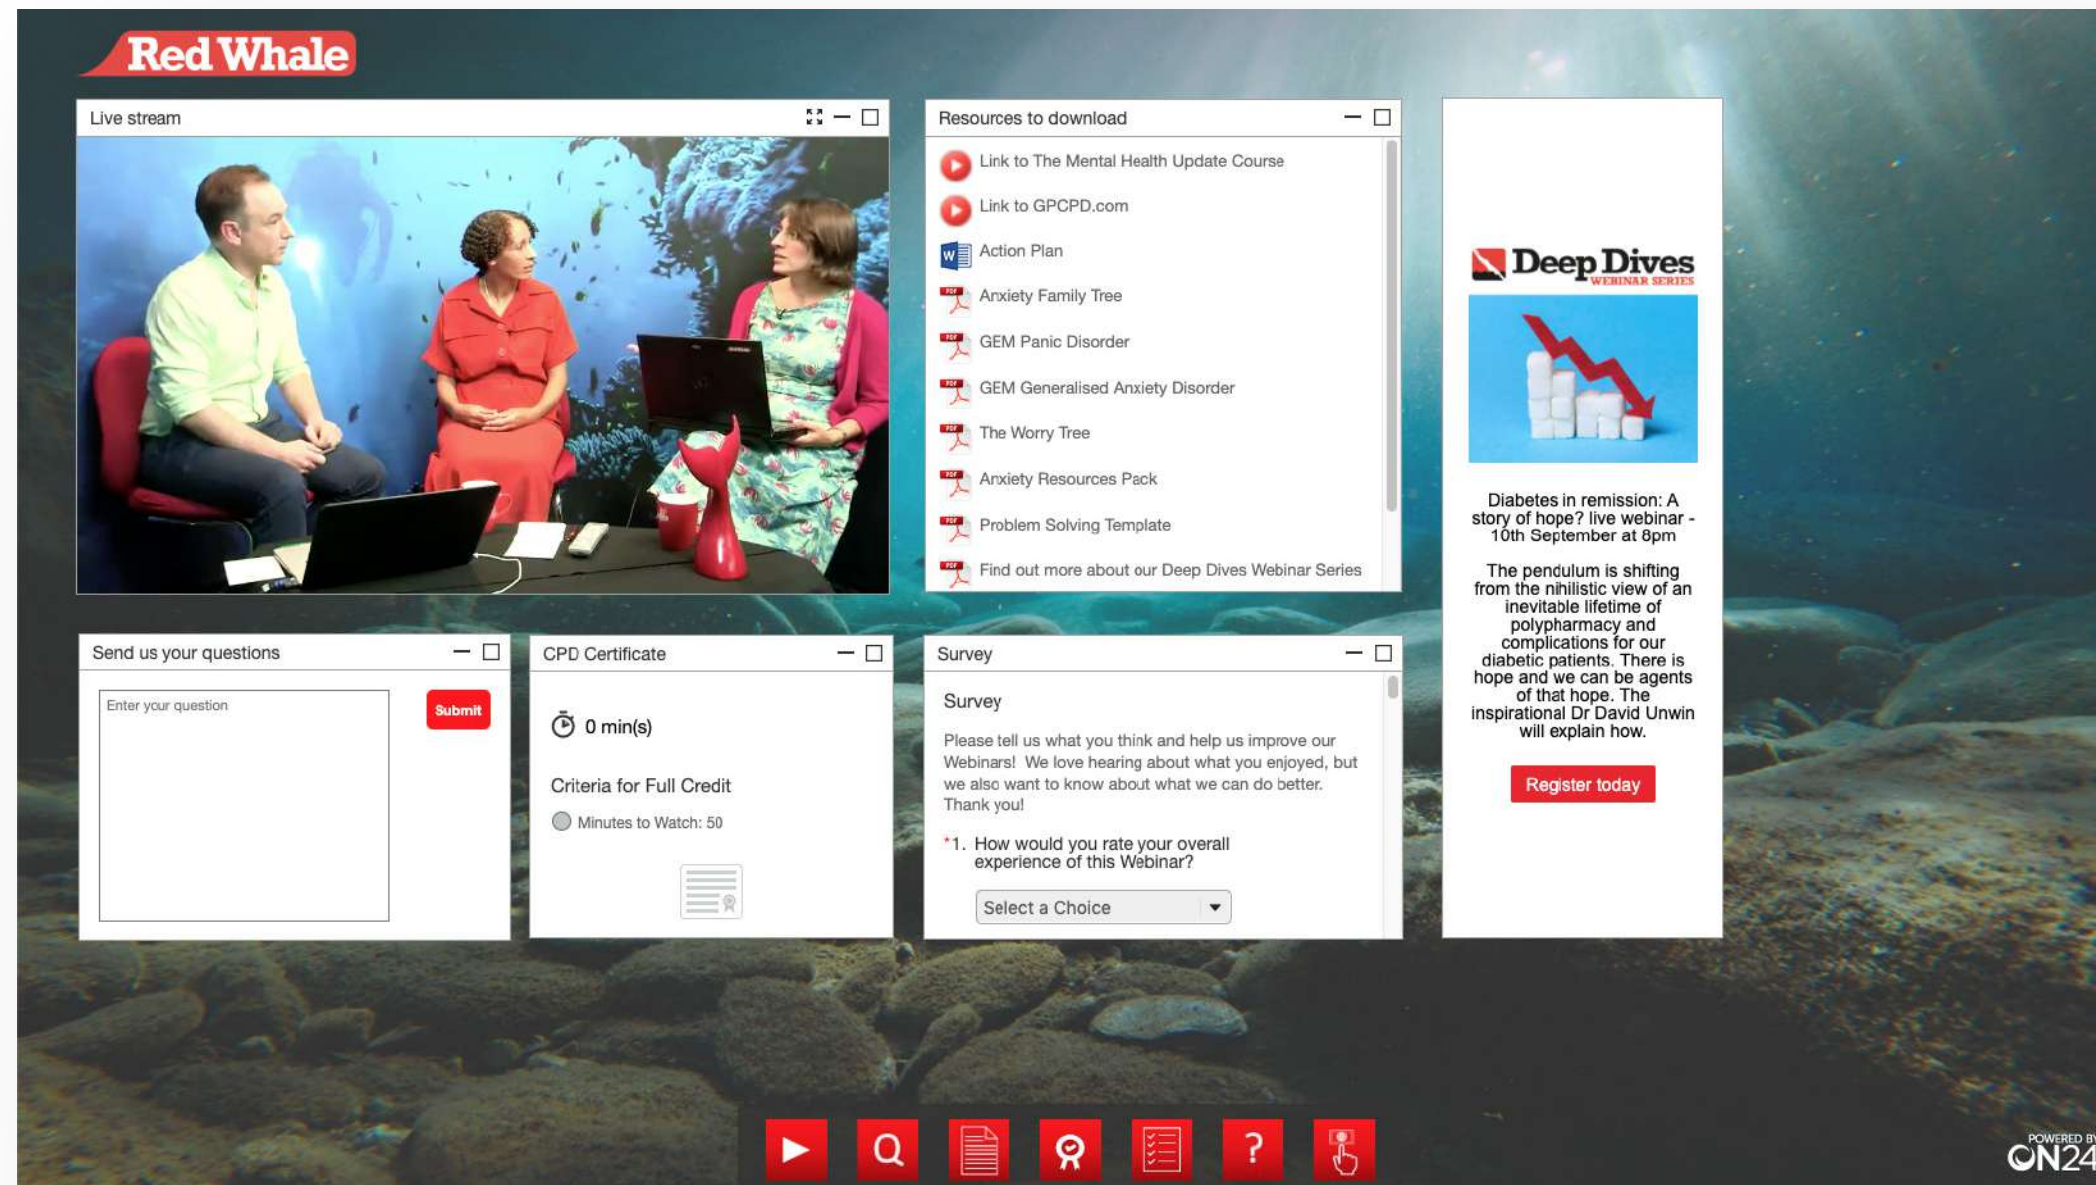 Red Whale
Live stream
Resources to download
Link to The Mental Health Update Course
Link to GPCPD.com
Action Plan
Anxiety Family Tree
GEM Panic Disorder
GEM Generalised Anxiety Disorder
The Worry Tree
Anxiety Resources Pack
Problem Solving Template
Find out more about our Deep Dives Webinar Series
Deep Dives
WEBINAR SERIES
Diabetes in remission: A
story of hope? live webinar -
10th September at 8pm
The pendulum is shifting
from the nihilistic view of an
inevitable lifetime of
polypharmacy and
complications for our
diabetic patients. There is
hope and we can be agents
of that hope. The
inspirational Dr David Unwin
will explain how.
Register today
Send us your questions
Enter your question
Submit
CPD Certificate
0 min(s)
Criteria for Full Credit
Minutes to Watch: 50
Survey
Survey
Please tell us what you think and help us improve our
Webinars! We love hearing about what you enjoyed, but
we also want to know about what we can do better.
Thank you!
*1. How would you rate your overall
experience of this Webinar?
Select a Choice
Q
?
POWERED BY
ON24